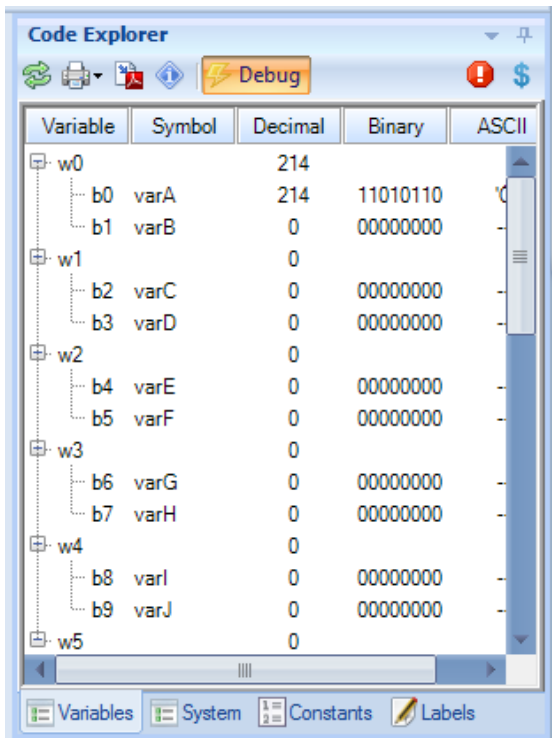 Code Explorer
Debug
Variable Symbol Decimal Binary ASCII
w0 214
b0 varA 214 11010110
b1 varB 0 00000000 --
w1 0
b2 varC 0 00000000 --
b3 varD 0 00000000 --
w2 0
b4 varE 0 00000000 --
b5 varF 0 00000000 --
w3 0
b6 varG 0 00000000 --
b7 varH 0 00000000 --
w4 0
b8 varI 0 00000000 --
b9 varJ 0 00000000 --
w5 0
Variables System Constants Labels